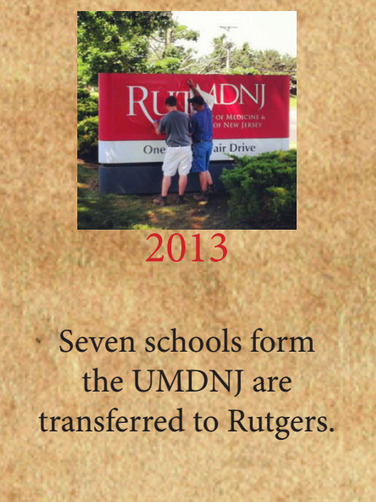 RUT MDNJ
OF MEDICINE &
OF NEW JERSEY
One air Drive
2013
Seven schools form
the UMDNJ are
transferred to Rutgers.